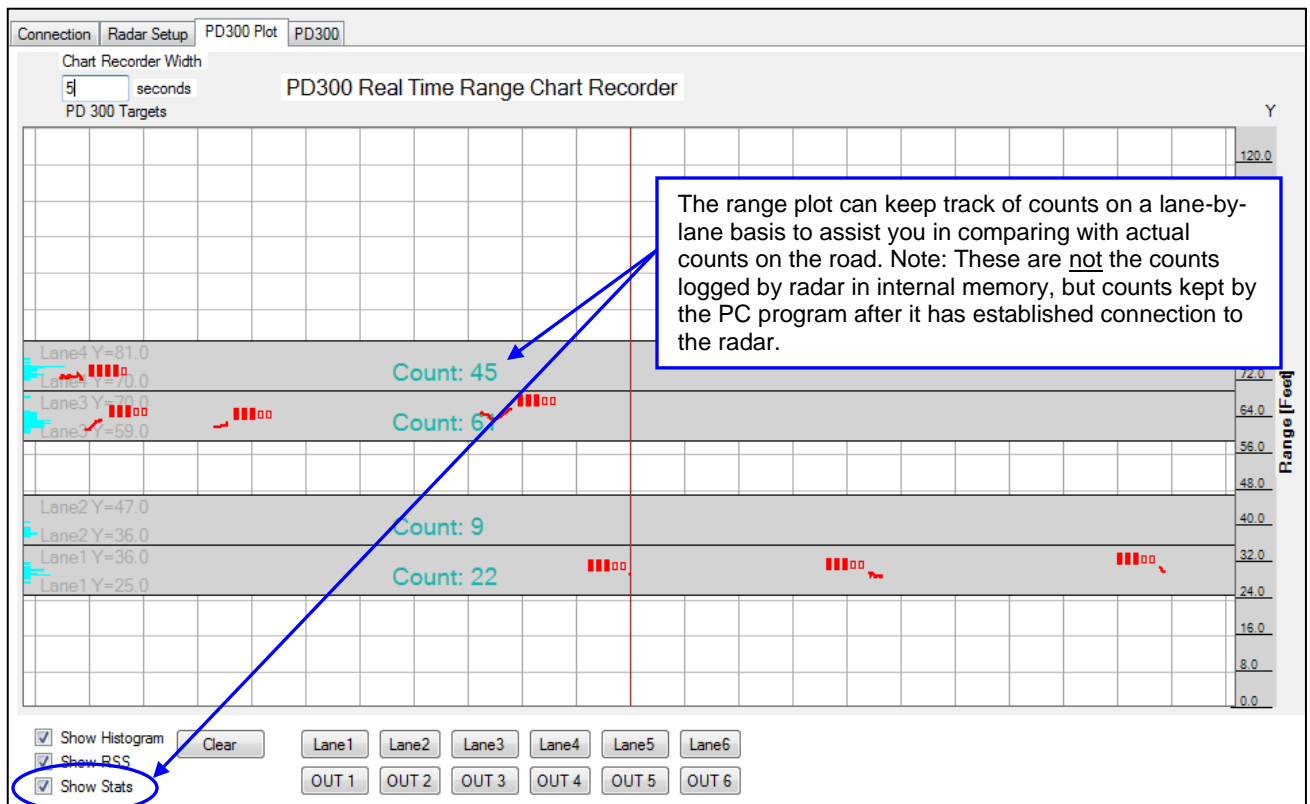 Connection Radar Setup PD300 Plot PD300
Chart Recorder Width
5 seconds
PD300 Real Time Range Chart Recorder
PD 300 Targets
Y
120.0
The range plot can keep track of counts on a lane-by-
lane basis to assist you in comparing with actual
counts on the road. Note: These are not the counts
logged by radar in internal memory, but counts kept by
the PC program after it has established connection to
the radar.
Lane4 Y=81.0
Count: 45
Lane4 Y=70.0
72.0
Lane3 Y=70.0
Count: 61
64.0
Lane3 Y=59.0
56.0
Range [Feet]
48.0
Lane2 Y=47.0
Count: 9
40.0
Lane2 Y=36.0
Lane1 Y=36.0
32.0
Count: 22
Lane1 Y=25.0
24.0
16.0
8.0
0.0
Show Histogram Clear Lane1 Lane2 Lane3 Lane4 Lane5 Lane6
Show RSS
Show Stats OUT 1 OUT 2 OUT 3 OUT 4 OUT 5 OUT 6